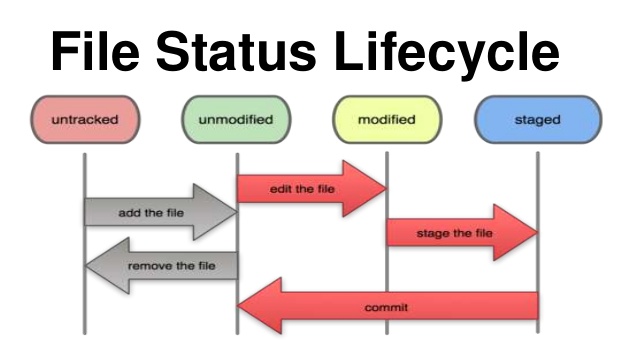 File Status Lifecycle
untracked unmodified modified staged
edit the file
add the file
stage the file
remove the file
commit